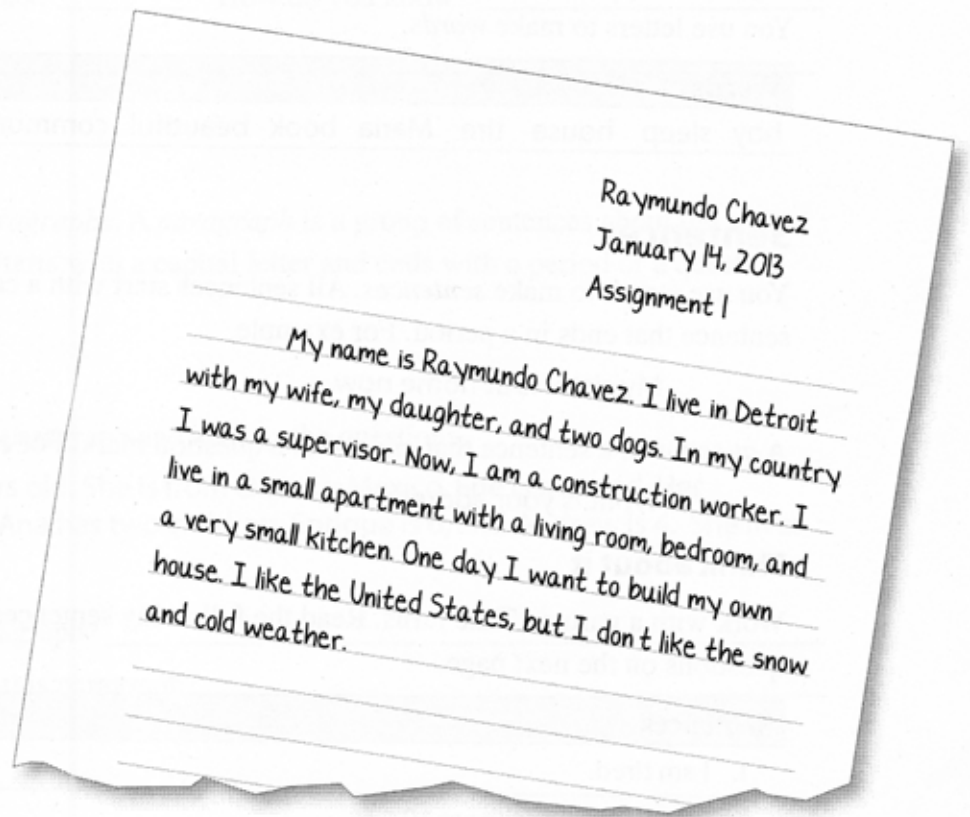 Raymundo Chavez
January 14, 2013
Assignment 1
My name is Raymundo Chavez. I live in Detroit
with my wife, my daughter, and two dogs. In my country
I was a supervisor. Now, I am a construction worker. I
live in a small apartment with a living room, bedroom, and
a very small kitchen. One day I want to build my own
house. I like the United States, but I don't like the snow
and cold weather.